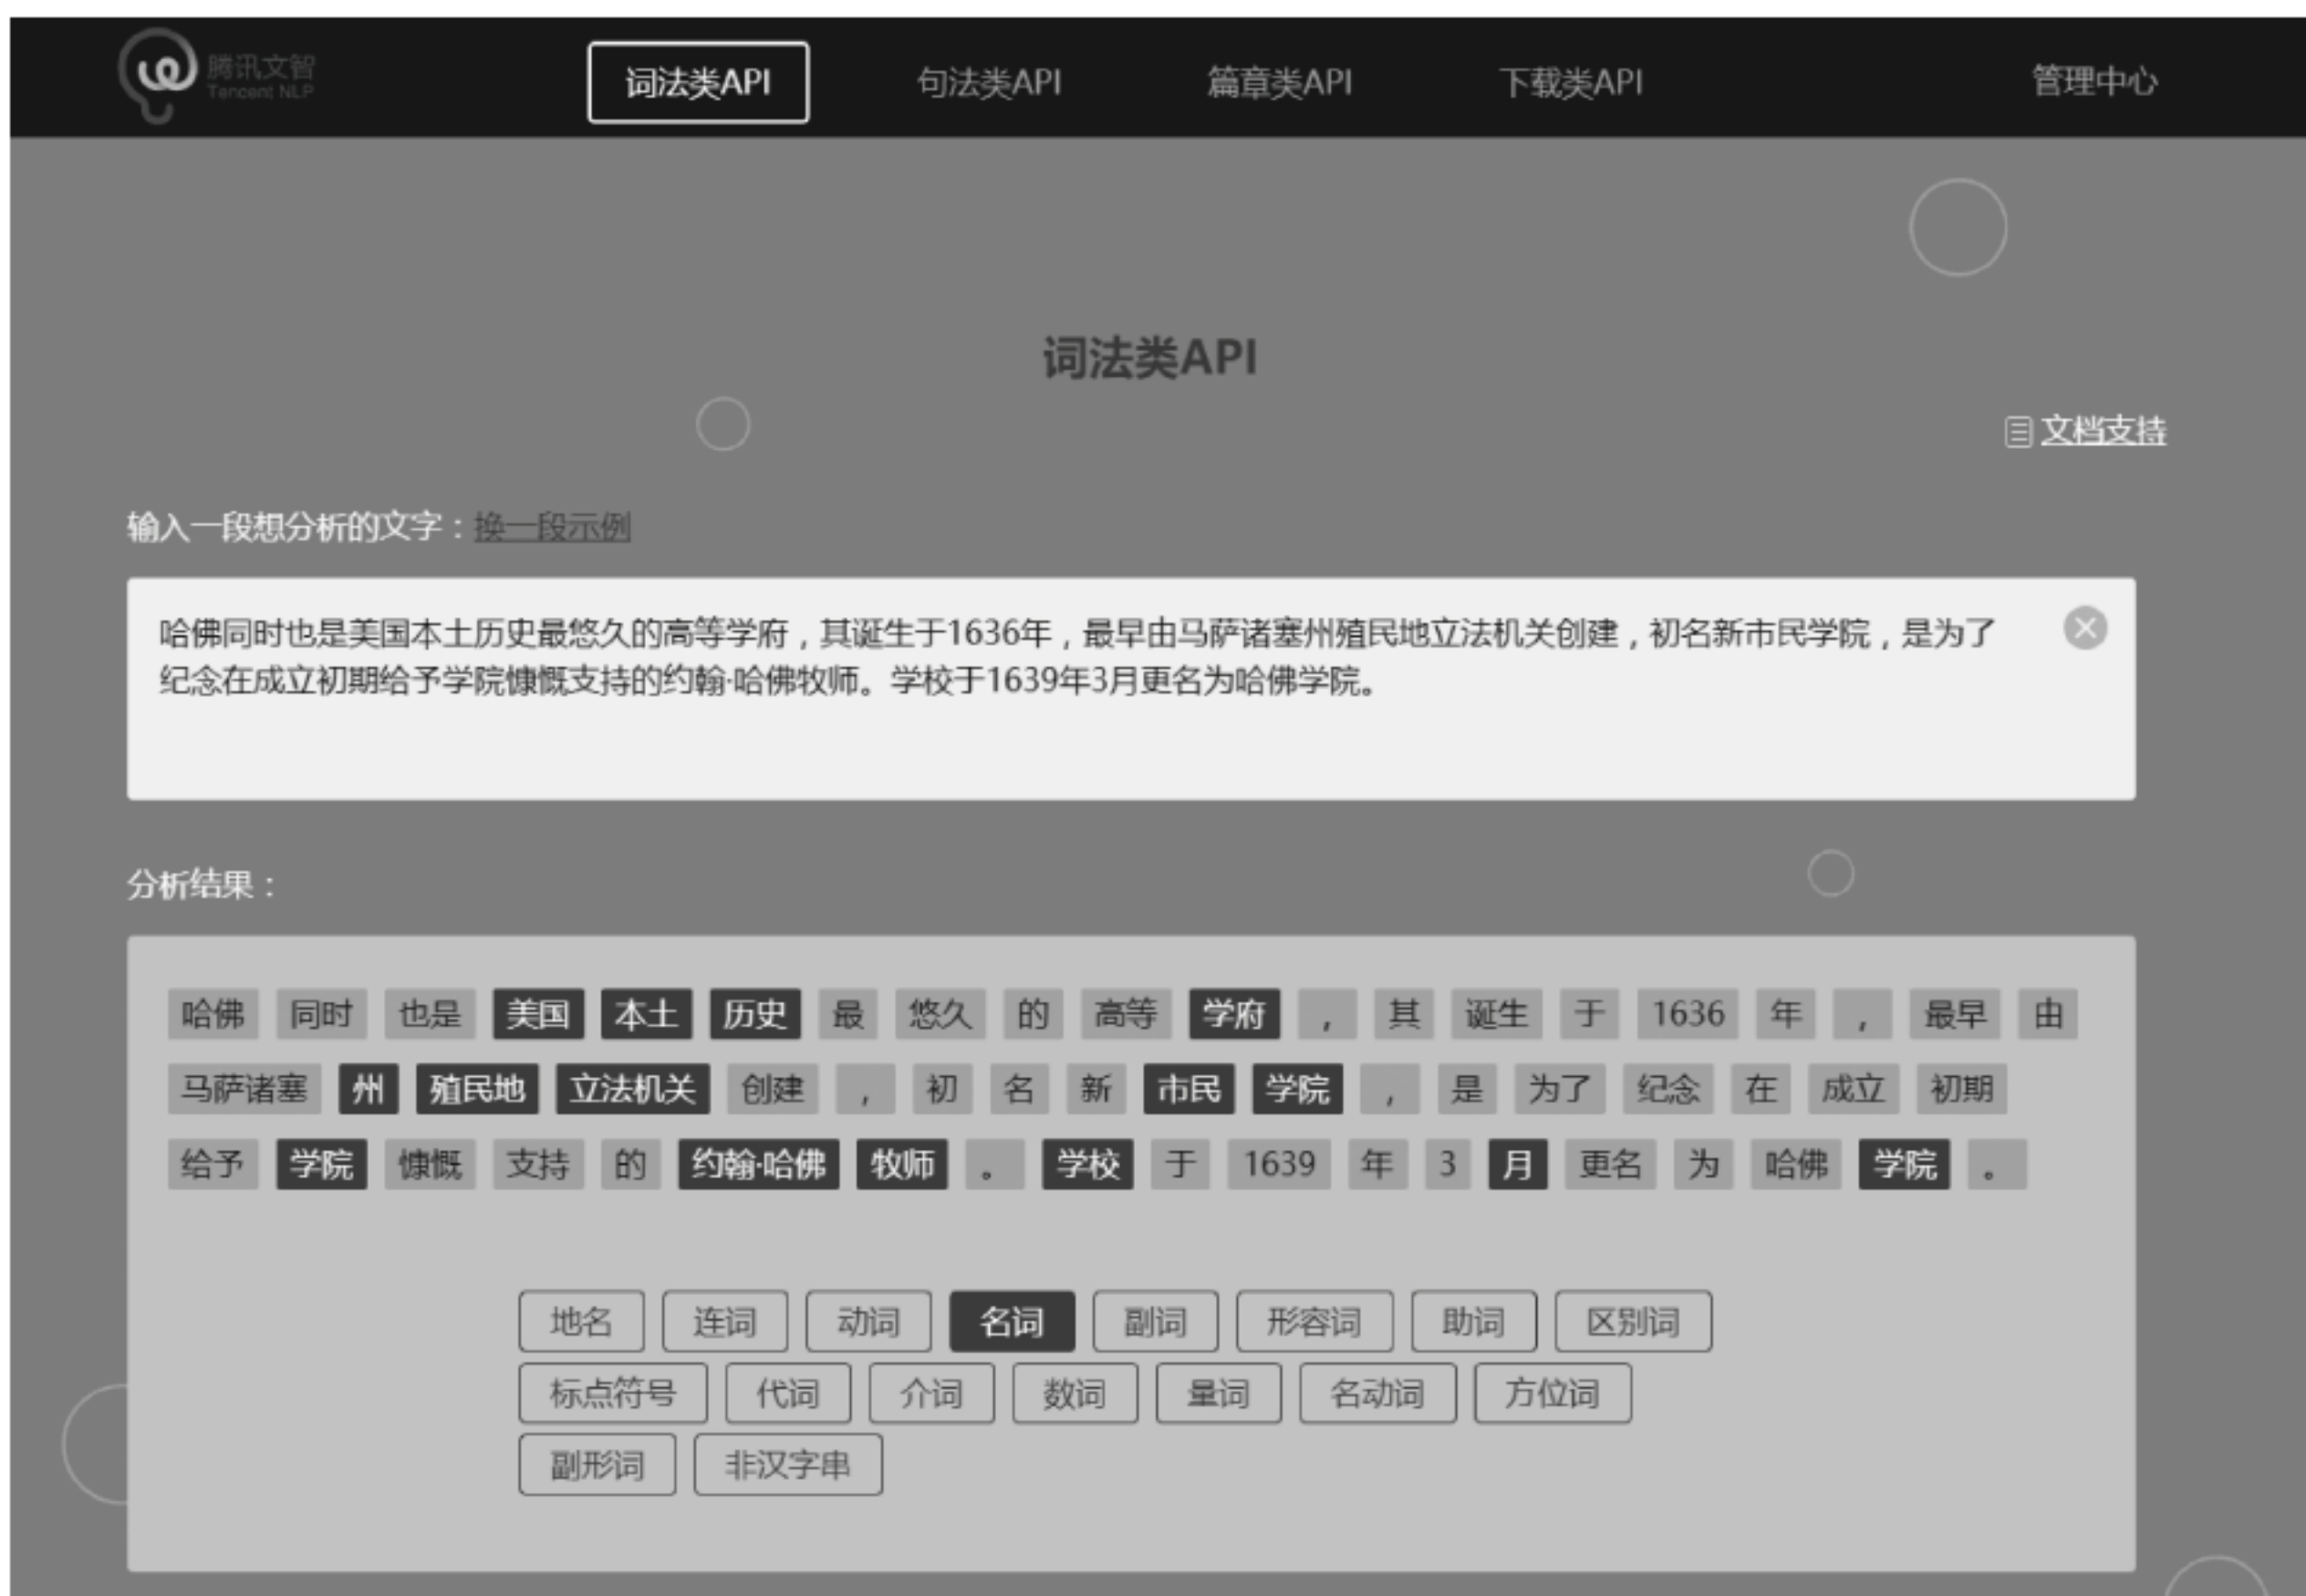 腾讯文智
Tencent NLP
词法类API 句法类API 篇章类API 下载类API 管理中心
词法类API
文档支持
输入一段想分析的文字：换一段示例
哈佛同时也是美国本土历史最悠久的高等学府，其诞生于1636年，最早由马萨诸塞州殖民地立法机关创建，初名新市民学院，是为了
纪念在成立初期给予学院慷慨支持的约翰·哈佛牧师。学校于1639年3月更名为哈佛学院。
分析结果：
哈佛 同时 也是 美国 本土 历史 最 悠久 的 高等 学府 ， 其 诞生 于 1636 年 ， 最早 由
马萨诸塞 州 殖民地 立法机关 创建 ， 初 名 新 市民 学院 ， 是 为了 纪念 在 成立 初期
给予 学院 慷慨 支持 的 约翰·哈佛 牧师 。 学校 于 1639 年 3 月 更名 为 哈佛 学院 。
地名 连词 动词 名词 副词 形容词 助词 区别词
标点符号 代词 介词 数词 量词 名动词 方位词
副形词 非汉字串